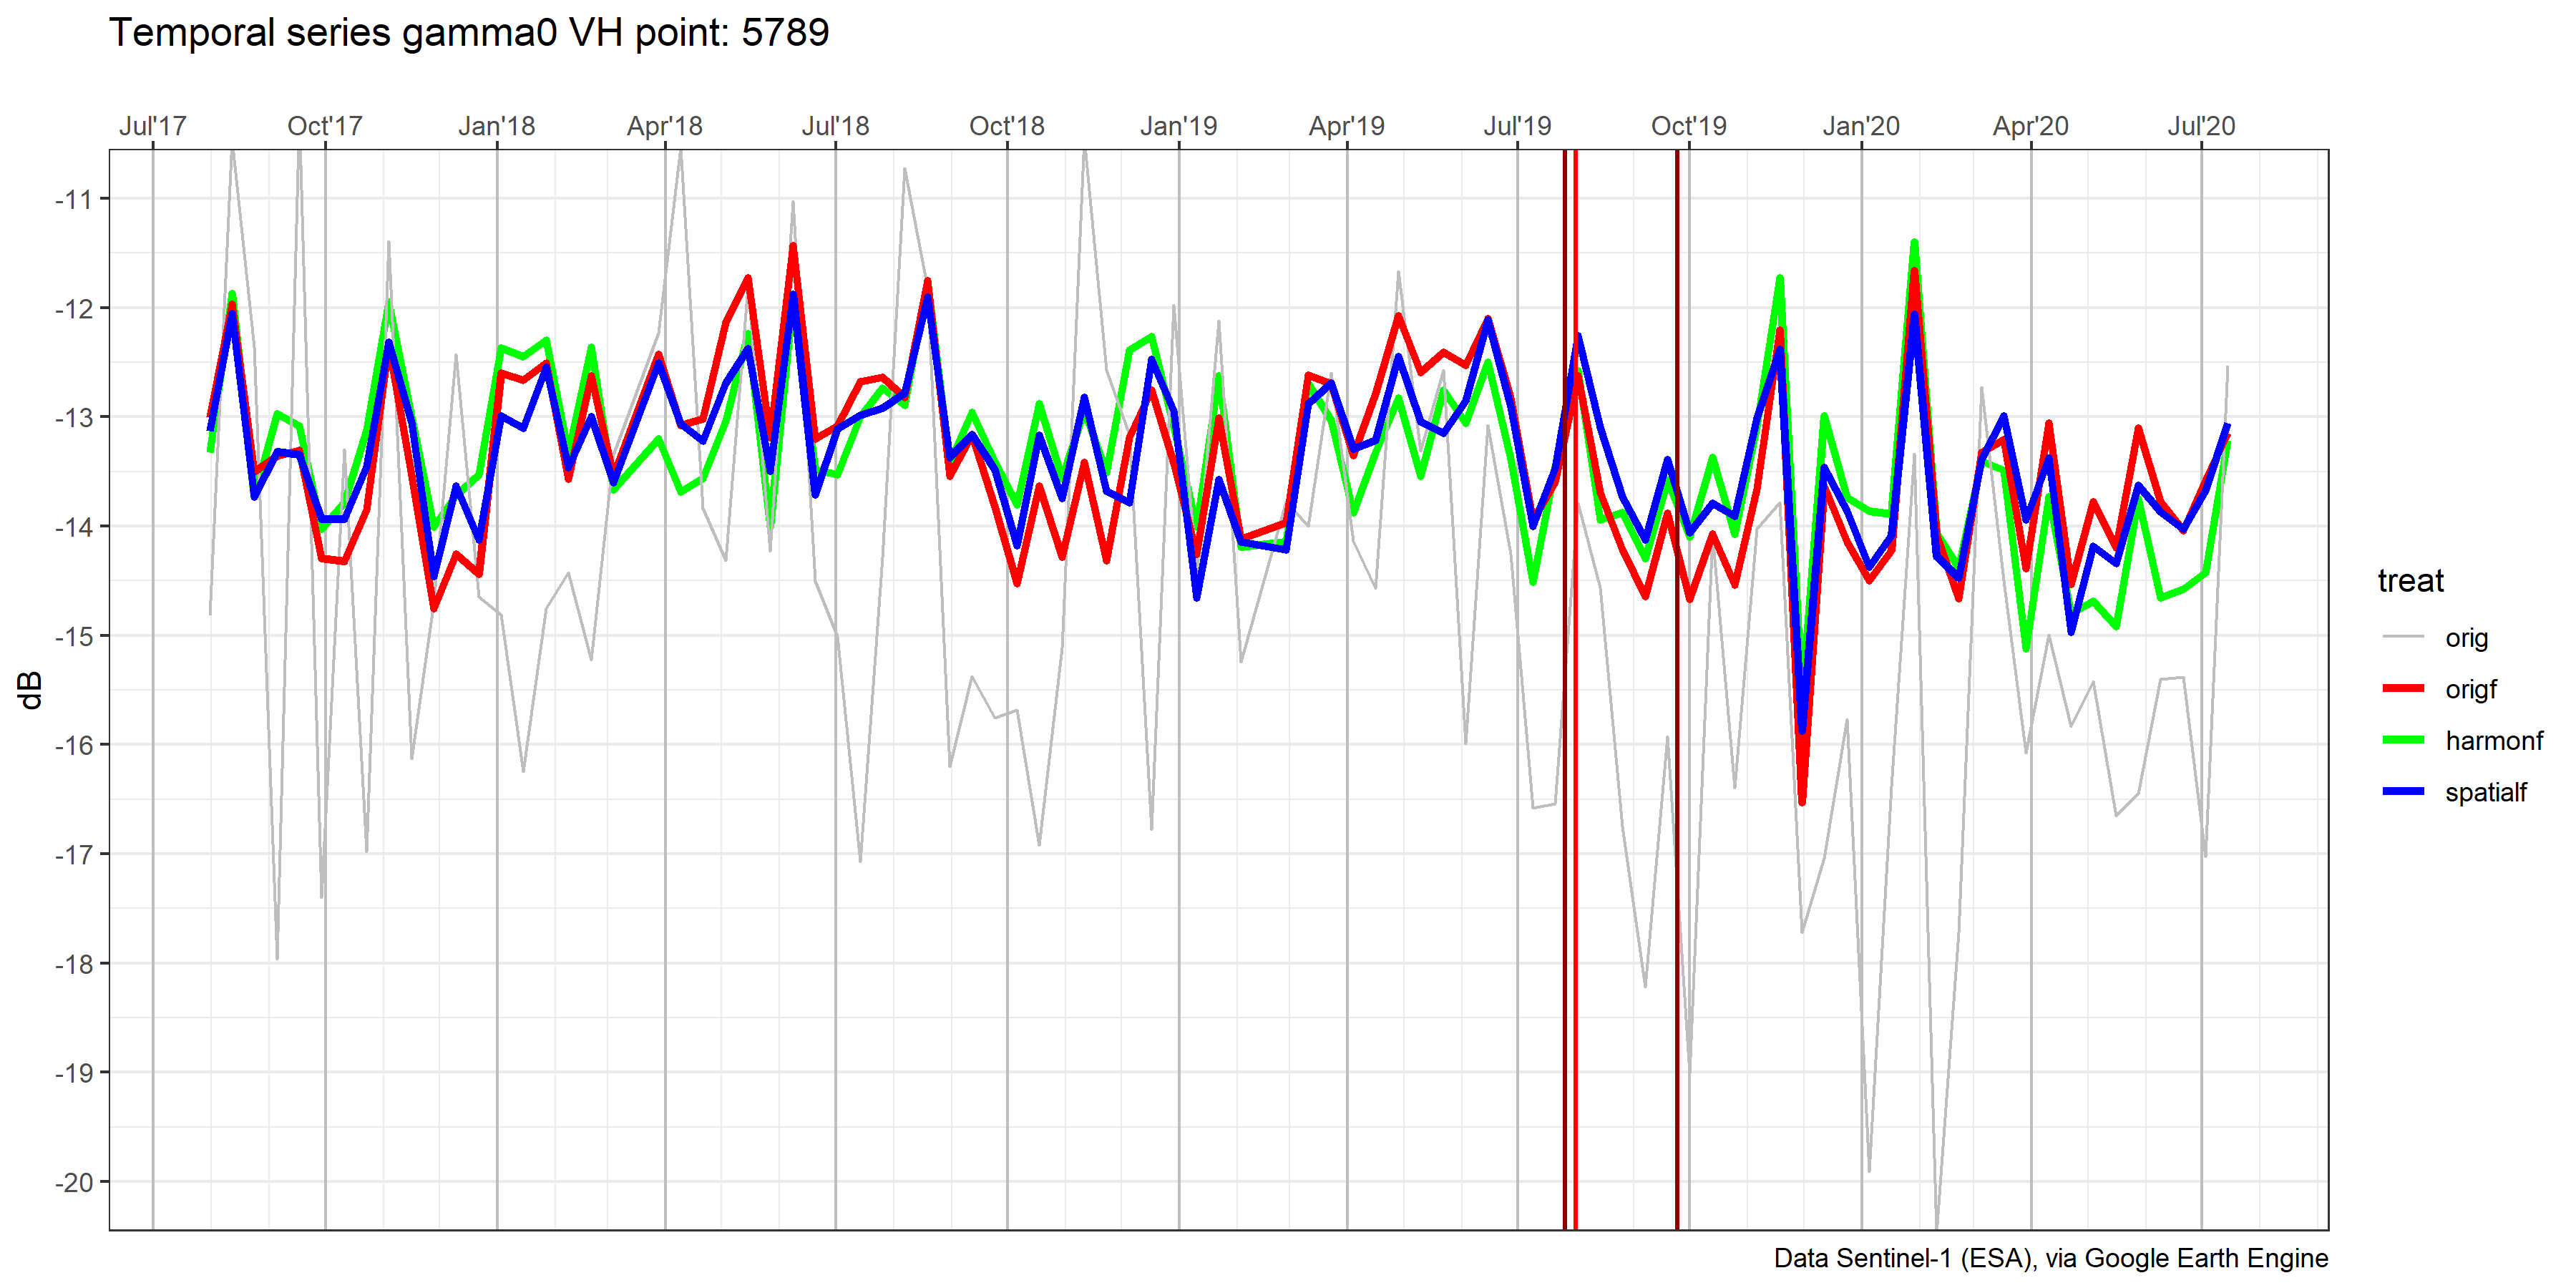 Temporal series gamma0 VH point: 5789
Jul'17 Oct'17 Jan'18 Apr'18 Jul'18 Oct'18 Jan'19 Apr'19 Jul'19 Oct'19 Jan'20 Apr'20 Jul'20
-11
-12
-13
-14
-15
-16
-17
-18
-19
-20
dB
treat
orig
origf
harmonf
spatialf
Data Sentinel-1 (ESA), via Google Earth Engine